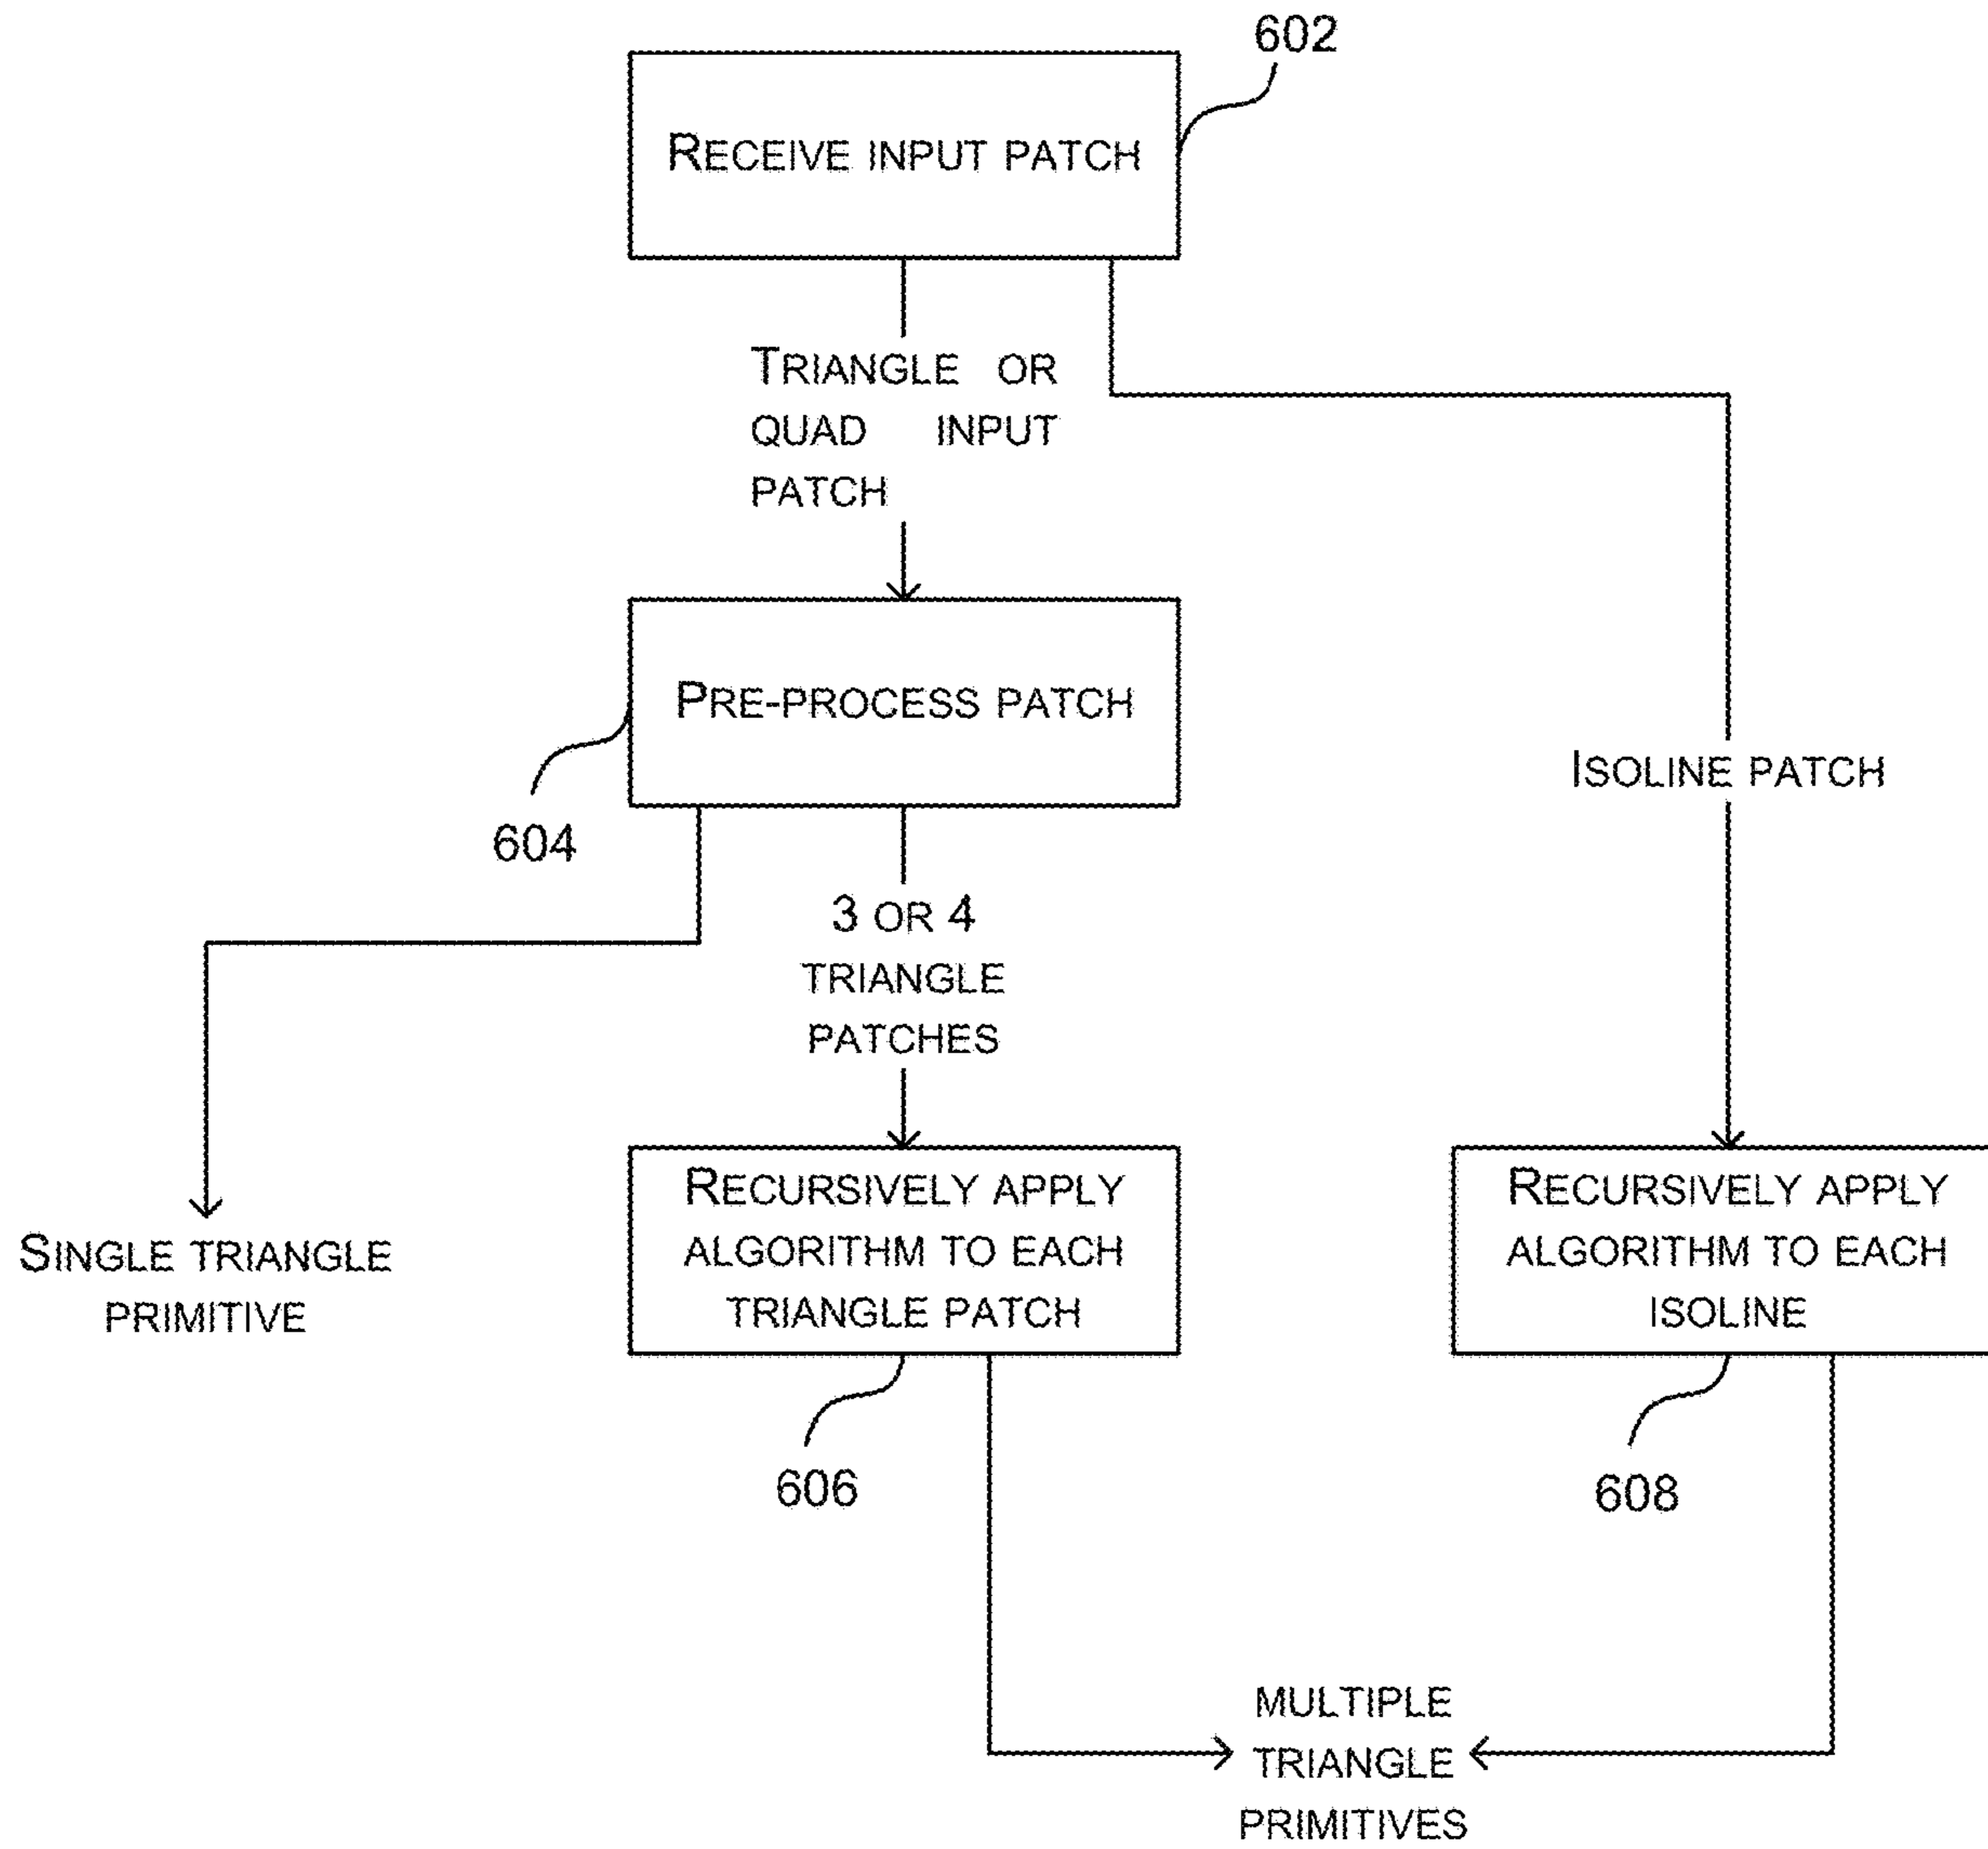 602
RECEIVE INPUT PATCH
TRIANGLE OR
QUAD INPUT
PATCH
PRE-PROCESS PATCH
604
ISOLINE PATCH
3 OR 4
TRIANGLE
PATCHES
SINGLE TRIANGLE
PRIMITIVE
RECURSIVELY APPLY
ALGORITHM TO EACH
TRIANGLE PATCH
606
RECURSIVELY APPLY
ALGORITHM TO EACH
ISOLINE
608
MULTIPLE
TRIANGLE
PRIMITIVES